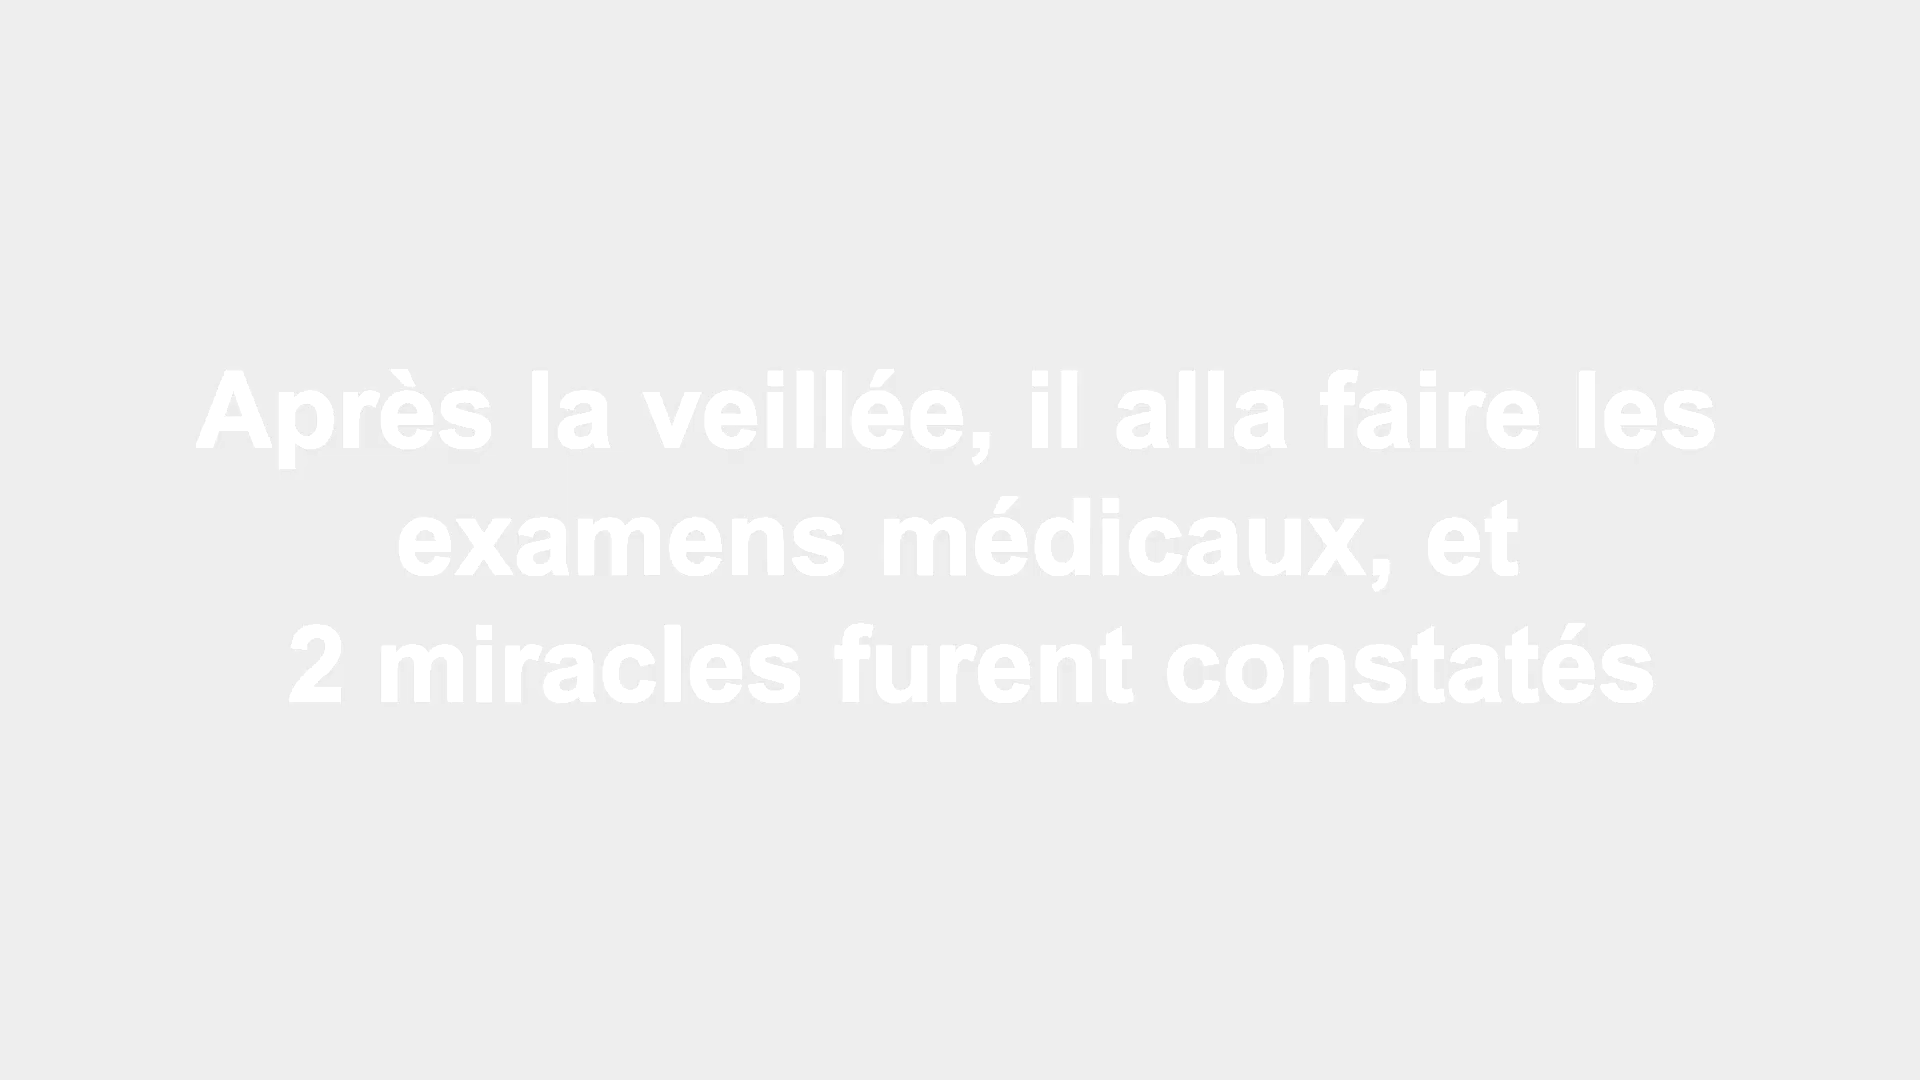 Après la veillée, il alla faire les
examens médicaux, et
2 miracles furent constatés